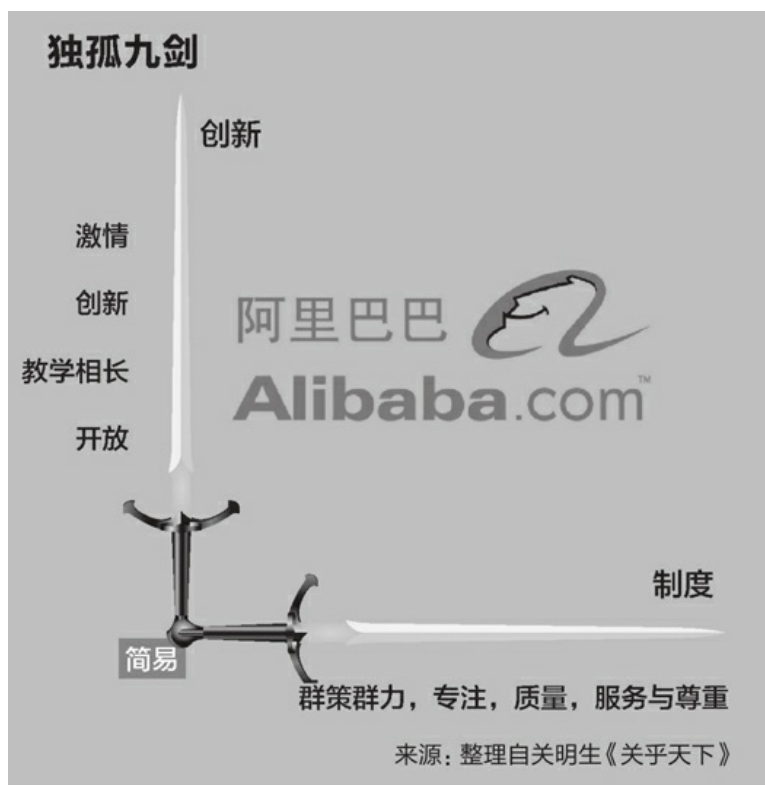 独孤九剑
创新
激情
创新
教学相长
开放
阿里巴巴
Alibaba.com™
制度
简易
群策群力，专注，质量，服务与尊重
来源：整理自关明生《关乎天下》